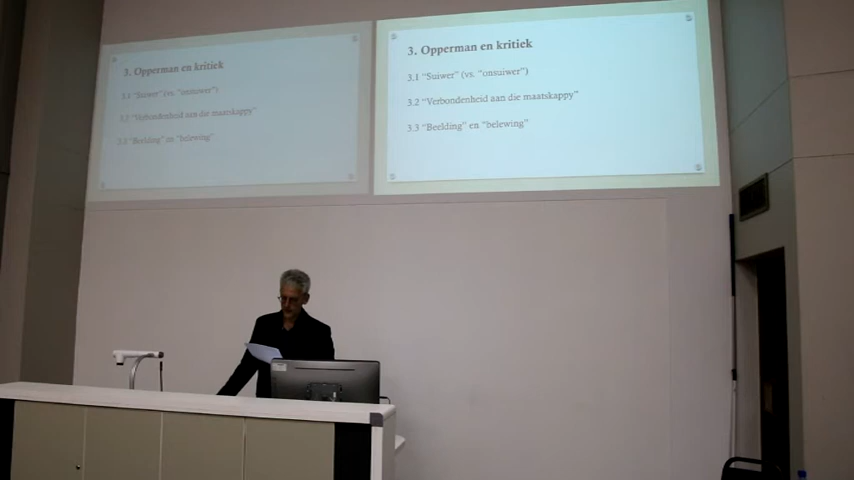 3. Opperman en kritiek
3.1 “Suiwer” (vs. “onsuiwer”)
3.2 “Verbondenheid aan die maatskappy”
3.3 “Beelding” en “belewing”
3. Opperman en kritiek
3.1 “Suiwer” (vs. “onsuiwer”)
3.2 “Verbondenheid aan die maatskappy”
3.3 “Beelding” en “belewing”